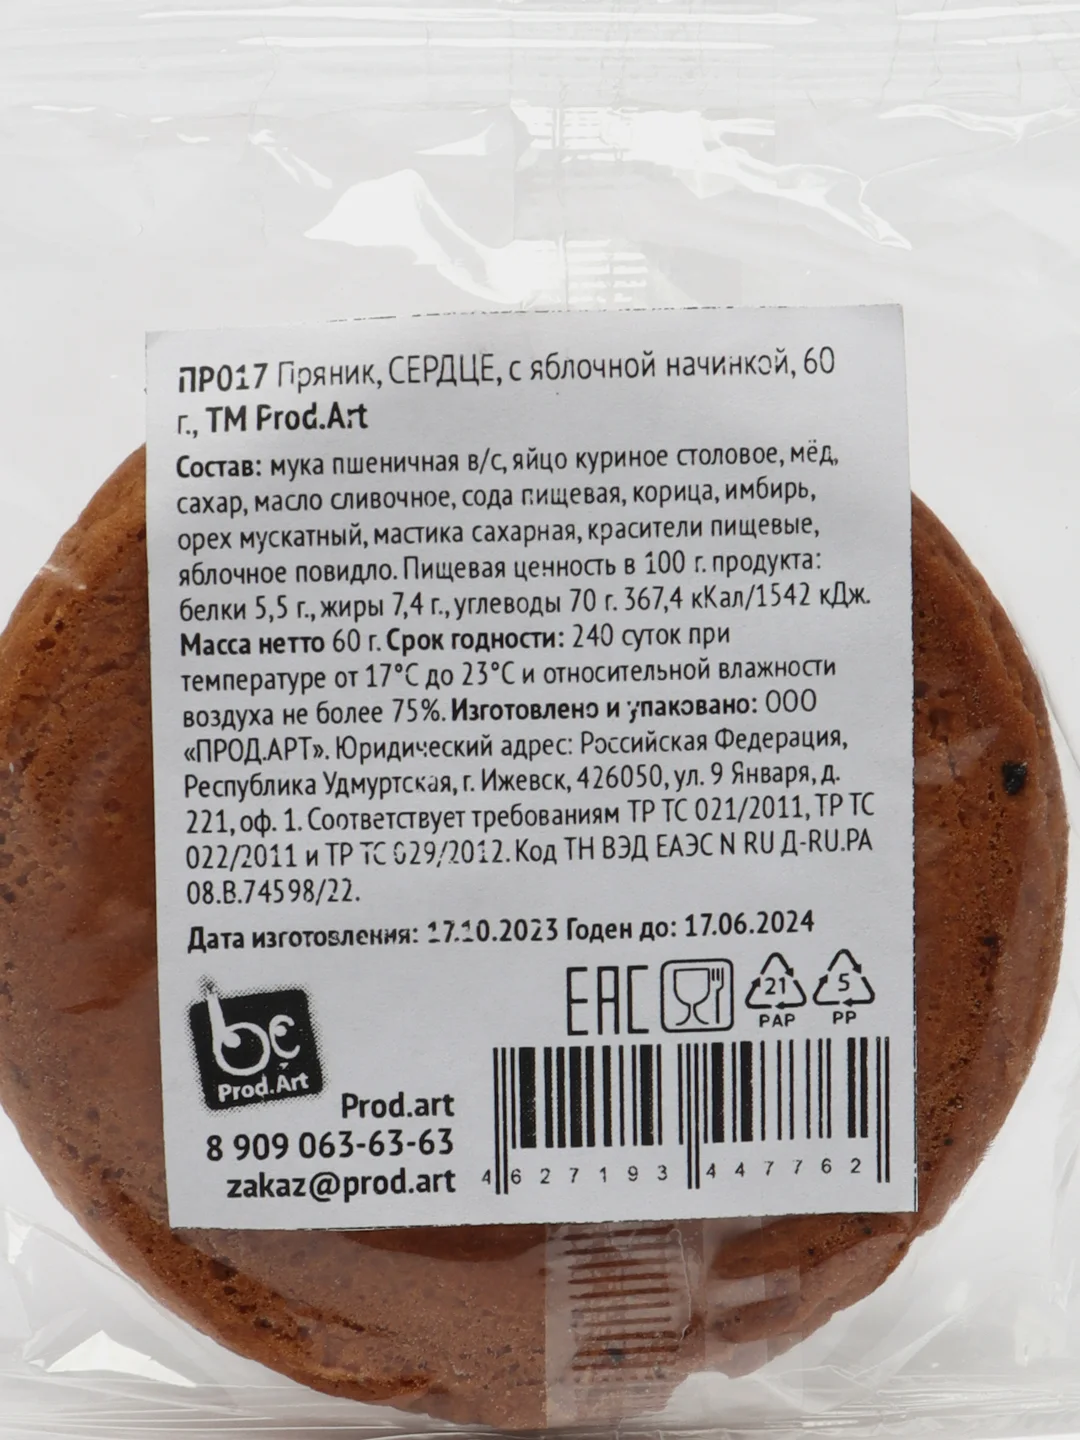 ПР017 Пряник, СЕРДЦЕ, с яблочной начинкой, 60
г., ТМ Prod.Art
Состав: мука пшеничная в/с, яйцо куриное столовое, мёд,
сахар, масло сливочное, сода пищевая, корица, имбирь,
орех мускатный, мастика сахарная, красители пищевые,
яблочное повидло. Пищевая ценность в 100 г. продукта:
белки 5,5 г., жиры 7,4 г., углеводы 70 г. 367,4 кКал/1542 кДж.
Масса нетто 60 г. Срок годности: 240 суток при
температуре от 17°C до 23°C и относительной влажности
воздуха не более 75%. Изготовлено и упаковано: ООО
«ПРОД.АРТ». Юридический адрес: Российская Федерация,
Республика Удмуртская, г. Ижевск, 426050, ул. 9 Января, д.
221, оф. 1. Соответствует требованиям ТР ТС 021/2011, ТР ТС
022/2011 и ТР ТС 029/2012. Код ТН ВЭД ЕАЭС N RU Д-RU.РА
08.В.74598/22.
Дата изготовления: 17.10.2023 Годен до: 17.06.2024
EAC
21
PAP
5
PP
be
Prod.Art
Prod.art
8 909 063-63-63
zakaz@prod.art
4 627193 447762